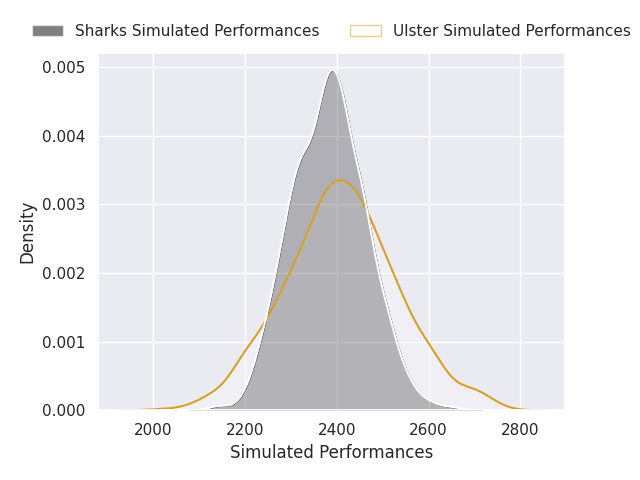 Sharks Simulated Performances
Ulster Simulated Performances
0.005
0.004
0.003
0.002
0.001
0.000
Density
2000 2200 2400 2600 2800
Simulated Performances